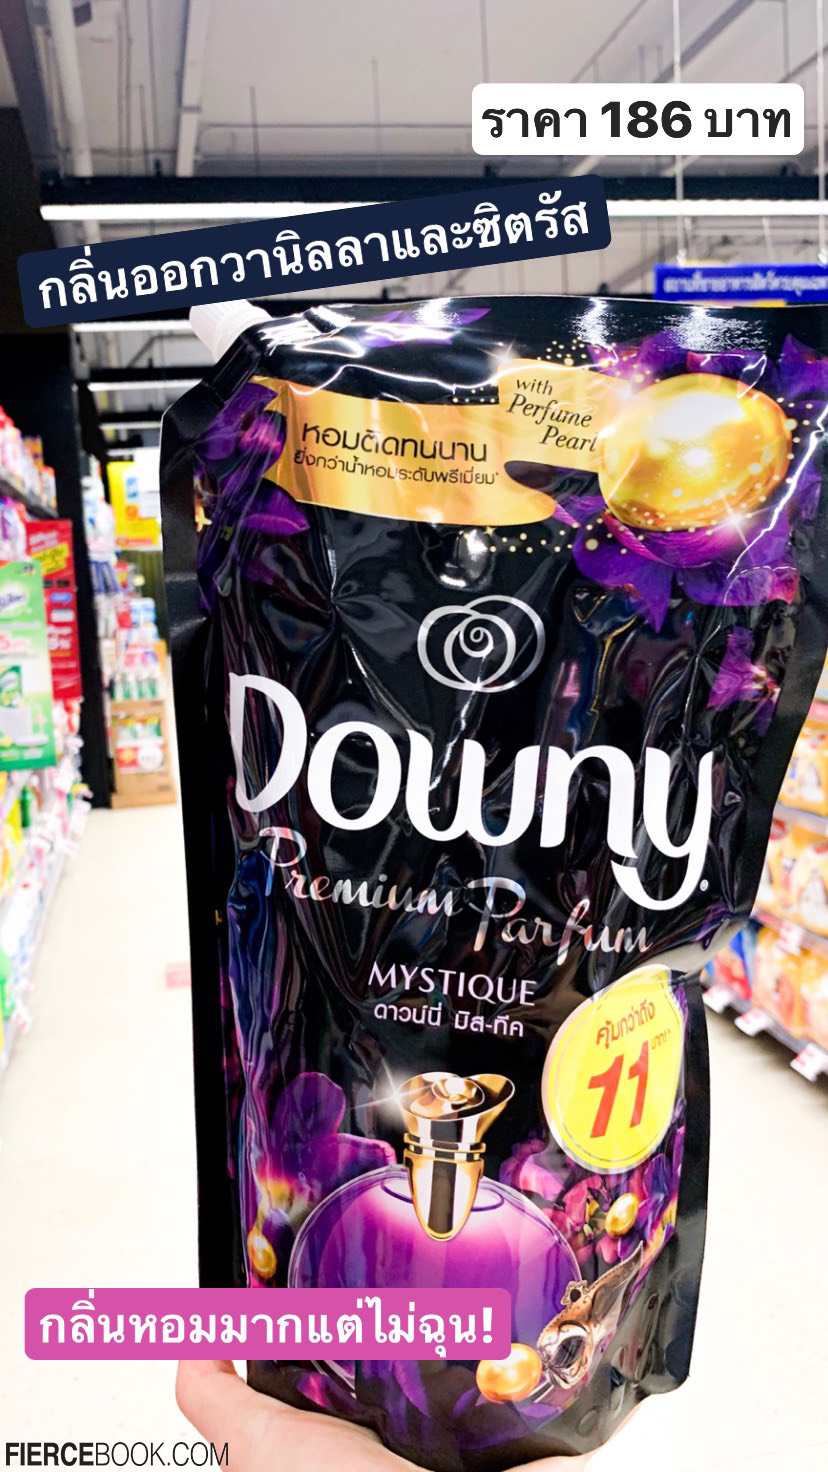 ราคา 186 บาท
กลิ่นออกวานิลลาและซิตรัส
with
Perfume
Pearl
หอมติดทนนาน
ยิ่งกว่าน้ำหอมระดับพรีเมี่ยม*
Downy
Premium Parfum
MYSTIQUE
ดาวน์นี่ มิส-ทีค
คุ้มกว่าถึง
11
บาท!^
กลิ่นหอมมากแต่ไม่ฉุน!
FIERCEBOOK.COM